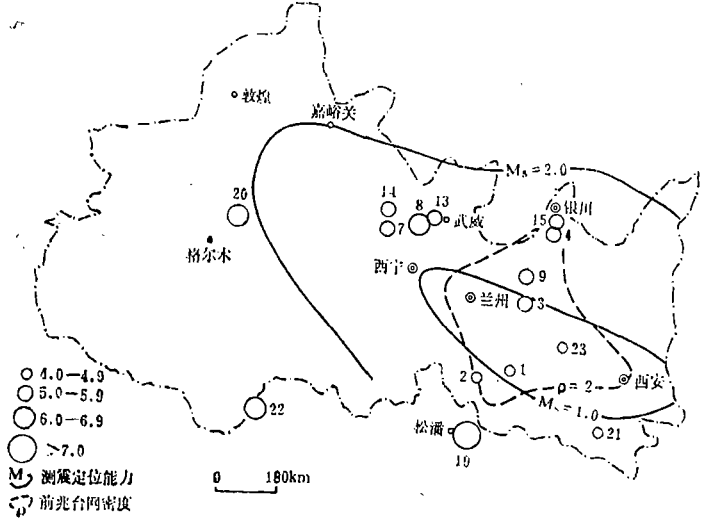 敦煌
嘉峪关
Ms=2.0
20
14
8
13
武威
7
银川
15
4
格尔木
西宁
兰州
9
3
23
2
1
ρ=2
西安
Ms=1.0
22
松潘
19
21
4.0—4.9
5.0—5.9
6.0—6.9
>7.0
M 测震定位能力
ρ 前兆台网密度
0 180km